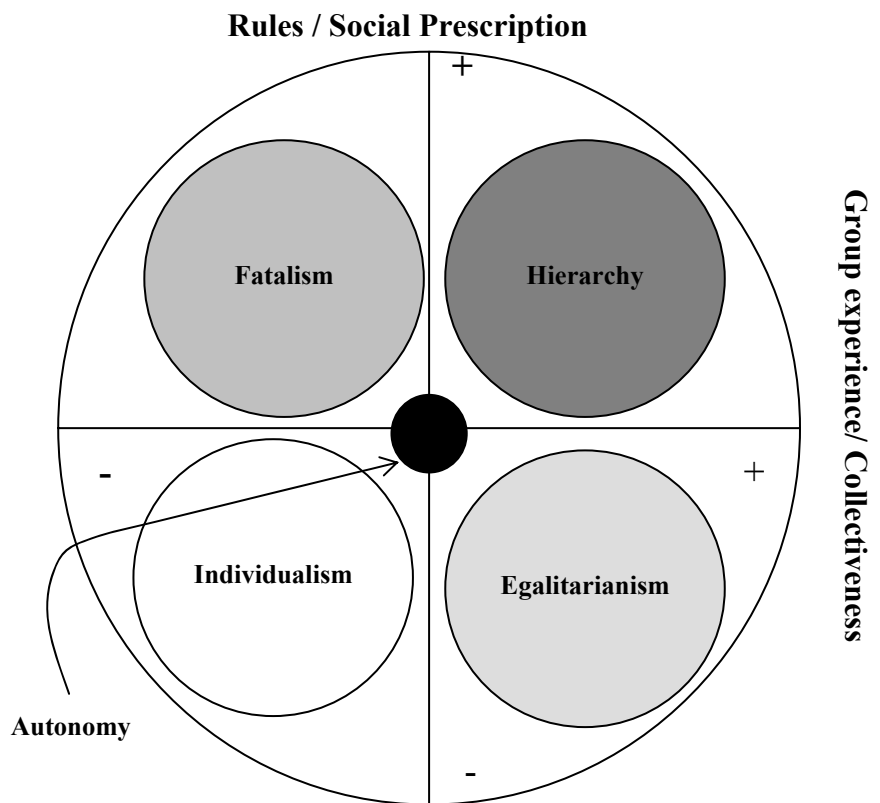 Rules / Social Prescription
+
Fatalism
Hierarchy
Group experience/ Collectiveness
-
+
Individualism
Egalitarianism
Autonomy
-